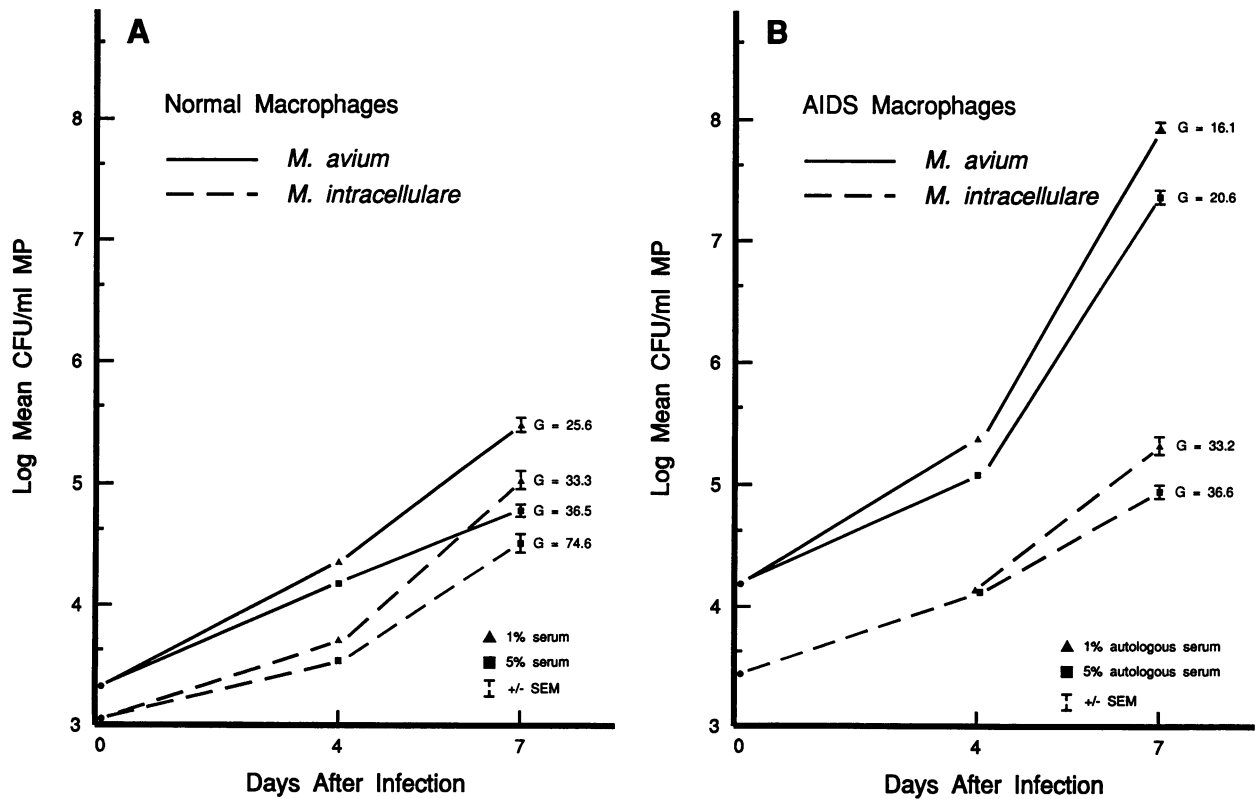 A
Normal Macrophages
M. avium
M. intracellulare
Log Mean CFU/ml MP
8
7
6
5
4
3
G = 25.6
G = 33.3
G = 36.5
G = 74.6
1% serum
5% serum
+/- SEM
0
4
7
Days After Infection
B
AIDS Macrophages
M. avium
M. intracellulare
Log Mean CFU/ml MP
8
7
6
5
4
3
G = 16.1
G = 20.6
G = 33.2
G = 36.6
1% autologous serum
5% autologous serum
+/- SEM
0
4
7
Days After Infection